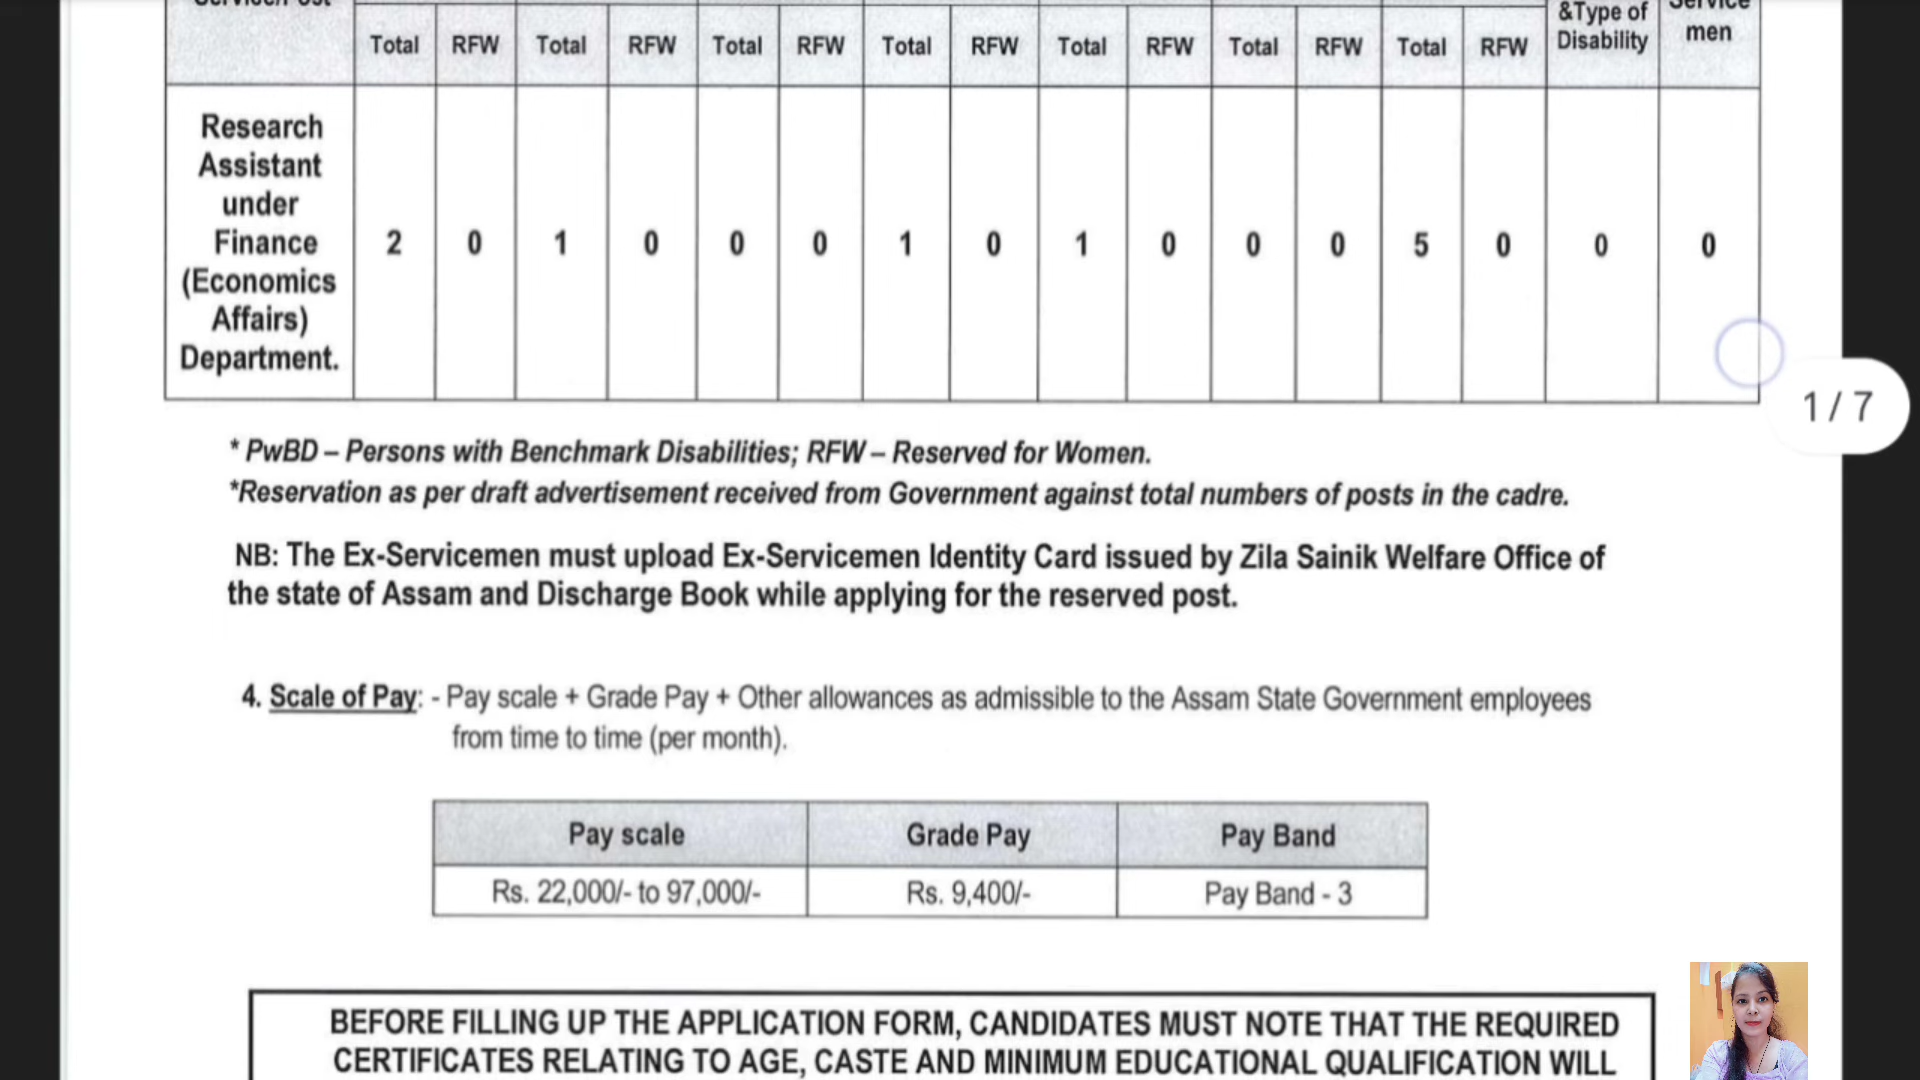 Service/Post
&Type of
Disability
Service
men
Total RFW Total RFW Total RFW Total RFW Total RFW Total RFW Total RFW
Research
Assistant
under
Finance
(Economics
Affairs)
Department.
2 0 1 0 0 0 1 0 1 0 0 0 5 0 0 0
1 / 7
* PwBD – Persons with Benchmark Disabilities; RFW – Reserved for Women.
*Reservation as per draft advertisement received from Government against total numbers of posts in the cadre.
NB: The Ex-Servicemen must upload Ex-Servicemen Identity Card issued by Zila Sainik Welfare Office of
the state of Assam and Discharge Book while applying for the reserved post.
4. Scale of Pay: - Pay scale + Grade Pay + Other allowances as admissible to the Assam State Government employees
from time to time (per month).
Pay scale Grade Pay Pay Band
Rs. 22,000/- to 97,000/- Rs. 9,400/- Pay Band - 3
BEFORE FILLING UP THE APPLICATION FORM, CANDIDATES MUST NOTE THAT THE REQUIRED
CERTIFICATES RELATING TO AGE, CASTE AND MINIMUM EDUCATIONAL QUALIFICATION WILL